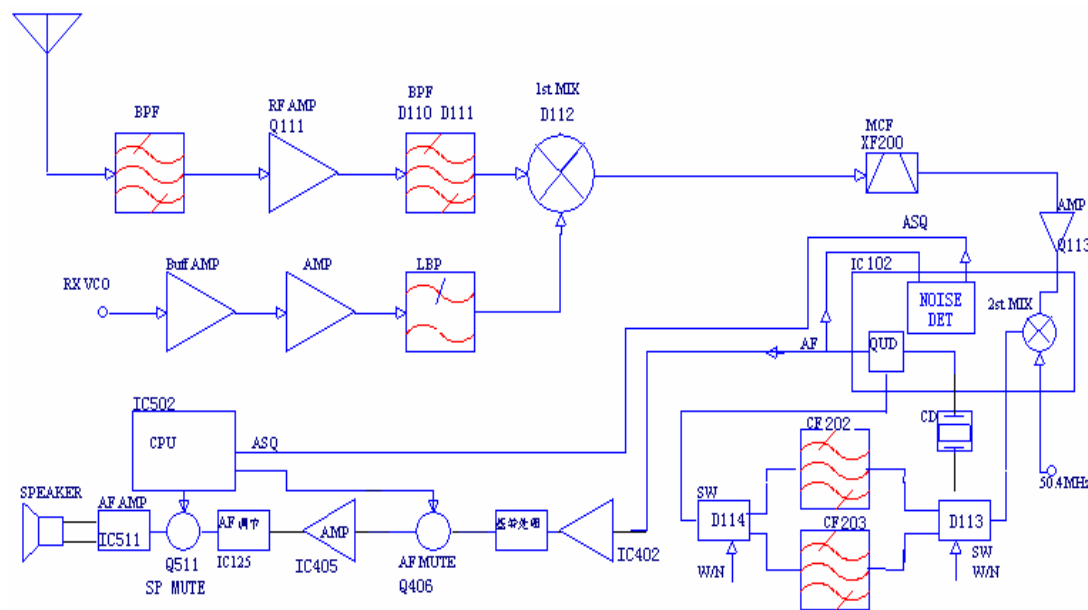 BPF
RF AMP
Q111
BPF
D110 D111
1st MIX
D112
MCF
XF200
AMP
Q113
ASQ
RX VCO
Buff AMP
AMP
LBP
IC102
NOISE
DET
2st MIX
AF
QUD
IC502
CPU
ASQ
CF202
CD
50.4MHz
SPEAKER
AF AMP
IC511
Q511
SP MUTE
AF 调节
IC125
AMP
IC405
AF MUTE
Q406
IC402
SW
D114
W/N
CF203
D113
SW
W/N